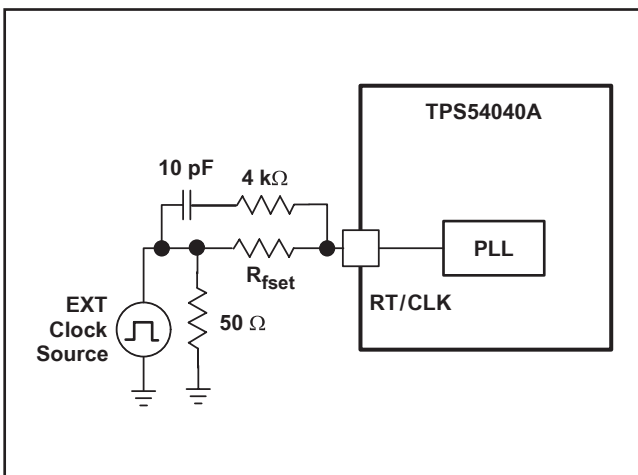 TPS54040A
10 pF
4 kΩ
PLL
Rfset
RT/CLK
EXT
Clock
Source
50 Ω